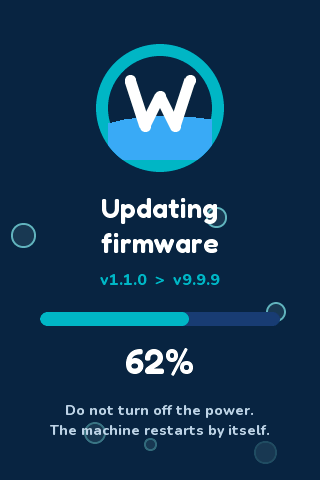 W
Updating
firmware
v1.1.0 > v9.9.9
62%
Do not turn off the power.
The machine restarts by itself.